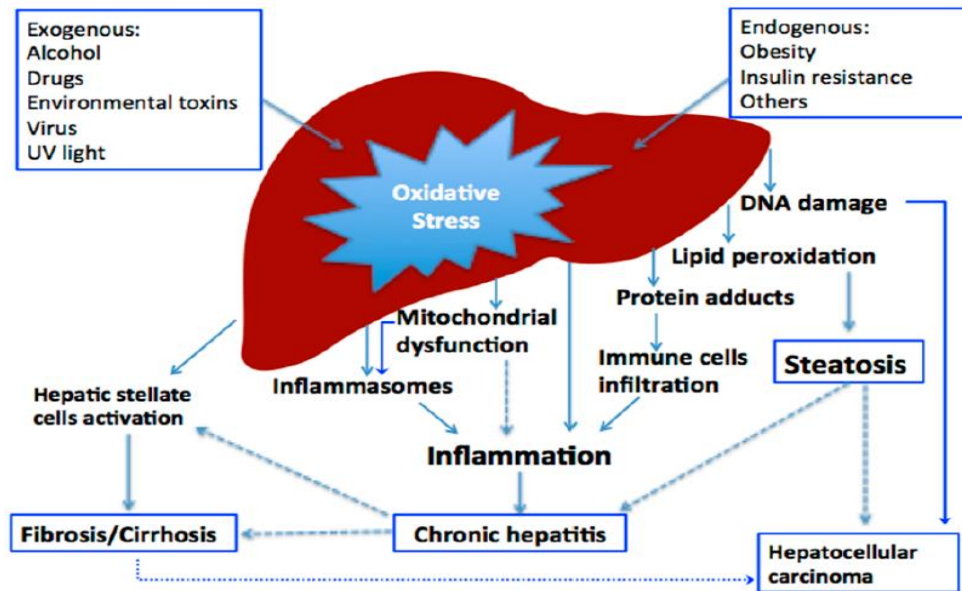 Exogenous:
Alcohol
Drugs
Environmental toxins
Virus
UV light
Endogenous:
Obesity
Insulin resistance
Others
Oxidative
Stress
DNA damage
Lipid peroxidation
Protein adducts
Mitochondrial
dysfunction
Immune cells
infiltration
Steatosis
Inflammasomes
Hepatic stellate
cells activation
Inflammation
Fibrosis/Cirrhosis
Chronic hepatitis
Hepatocellular
carcinoma